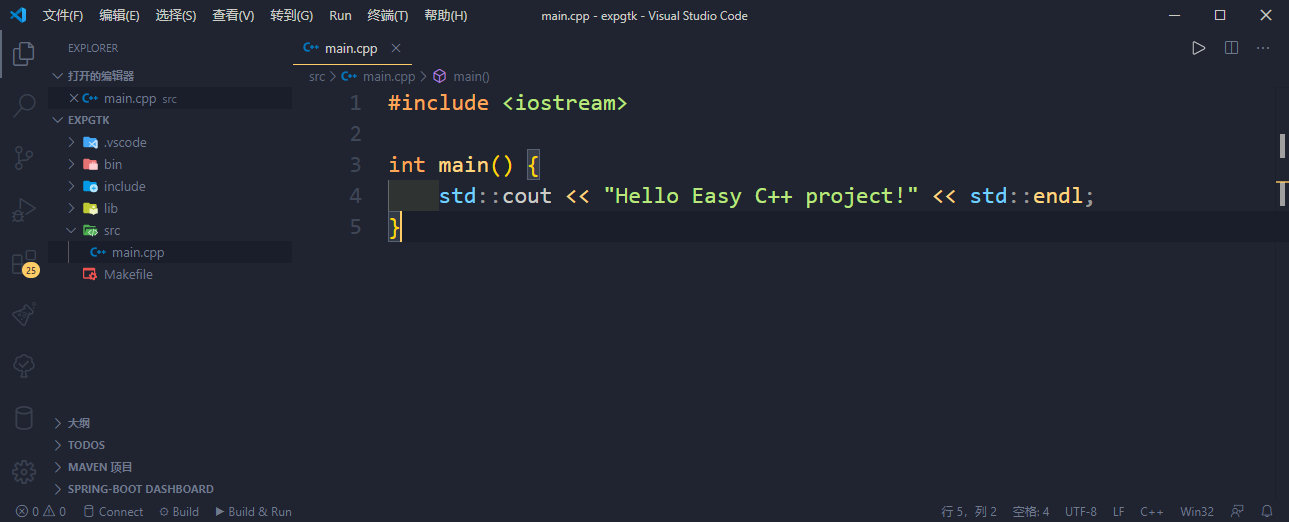 文件(F) 编辑(E) 选择(S) 查看(V) 转到(G) Run 终端(T) 帮助(H) main.cpp - expgtk - Visual Studio Code
EXPLORER
打开的编辑器
main.cpp src
EXPGTK
.vscode
bin
include
lib
src
main.cpp
Makefile
大纲
TODOS
MAVEN 项目
SPRING-BOOT DASHBOARD
25
main.cpp
src > main.cpp > main()
1 #include <iostream>
2
3 int main() {
4 std::cout << "Hello Easy C++ project!" << std::endl;
5 }
0 0 Connect Build Build & Run 行 5，列 2 空格: 4 UTF-8 LF C++ Win32